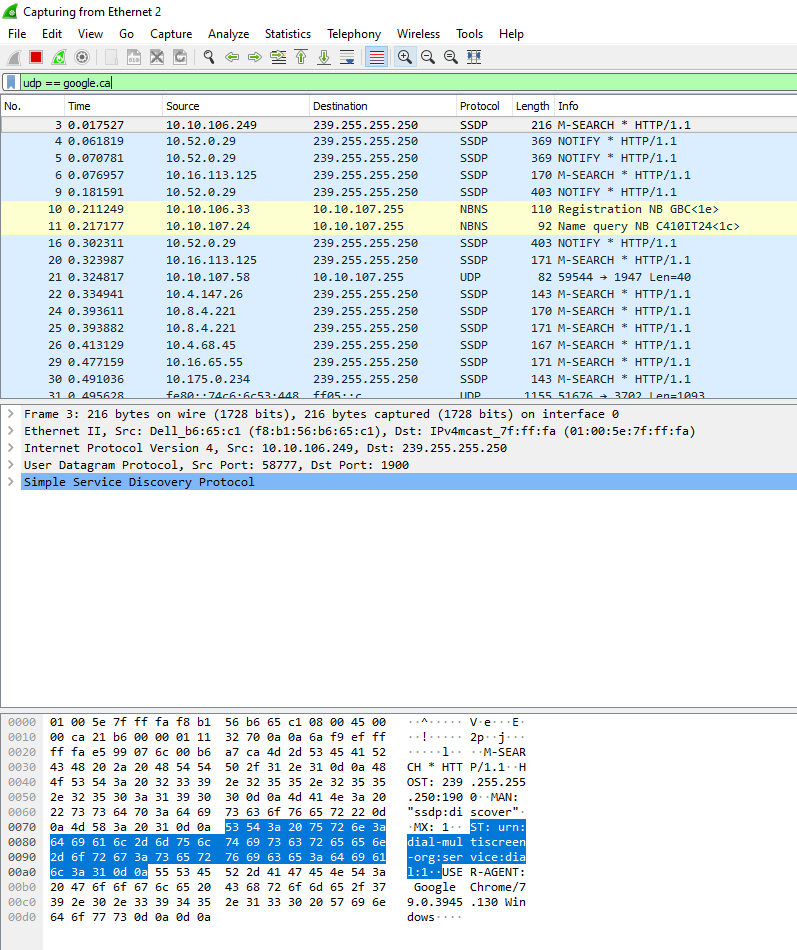 Capturing from Ethernet 2
File Edit View Go Capture Analyze Statistics Telephony Wireless Tools Help
udp == google.ca
No. Time Source Destination Protocol Length Info
3 0.017527 10.10.106.249 239.255.255.250 SSDP 216 M-SEARCH * HTTP/1.1
4 0.061819 10.52.0.29 239.255.255.250 SSDP 369 NOTIFY * HTTP/1.1
5 0.070781 10.52.0.29 239.255.255.250 SSDP 369 NOTIFY * HTTP/1.1
6 0.076957 10.16.113.125 239.255.255.250 SSDP 170 M-SEARCH * HTTP/1.1
9 0.181591 10.52.0.29 239.255.255.250 SSDP 403 NOTIFY * HTTP/1.1
10 0.211249 10.10.106.33 10.10.107.255 NBNS 110 Registration NB GBC<1e>
11 0.217177 10.10.107.24 10.10.107.255 NBNS 92 Name query NB C410IT24<1c>
16 0.302311 10.52.0.29 239.255.255.250 SSDP 403 NOTIFY * HTTP/1.1
20 0.323987 10.16.113.125 239.255.255.250 SSDP 171 M-SEARCH * HTTP/1.1
21 0.324817 10.10.107.58 10.10.107.255 UDP 82 59544 → 1947 Len=40
22 0.334941 10.4.147.26 239.255.255.250 SSDP 143 M-SEARCH * HTTP/1.1
24 0.393611 10.8.4.221 239.255.255.250 SSDP 170 M-SEARCH * HTTP/1.1
25 0.393882 10.8.4.221 239.255.255.250 SSDP 171 M-SEARCH * HTTP/1.1
26 0.413129 10.4.68.45 239.255.255.250 SSDP 167 M-SEARCH * HTTP/1.1
29 0.477159 10.16.65.55 239.255.255.250 SSDP 171 M-SEARCH * HTTP/1.1
30 0.491036 10.175.0.234 239.255.255.250 SSDP 143 M-SEARCH * HTTP/1.1
31 0.495628 fe80::74c6:6c53:448… ff05::c UDP 1155 51676 → 3702 Len=1093
Frame 3: 216 bytes on wire (1728 bits), 216 bytes captured (1728 bits) on interface 0
Ethernet II, Src: Dell_b6:65:c1 (f8:b1:56:b6:65:c1), Dst: IPv4mcast_7f:ff:fa (01:00:5e:7f:ff:fa)
Internet Protocol Version 4, Src: 10.10.106.249, Dst: 239.255.255.250
User Datagram Protocol, Src Port: 58777, Dst Port: 1900
Simple Service Discovery Protocol
0000 01 00 5e 7f ff fa f8 b1 56 b6 65 c1 08 00 45 00 ··^····· V·e···E·
0010 00 ca 21 b6 00 00 01 11 32 70 0a 0a 6a f9 ef ff ··!····· 2p··j···
0020 ff fa e5 99 07 6c 00 b6 a7 ca 4d 2d 53 45 41 52 ·····l·· ··M-SEAR
0030 43 48 20 2a 20 48 54 54 50 2f 31 2e 31 0d 0a 48 CH * HTT P/1.1··H
0040 4f 53 54 3a 20 32 33 39 2e 32 35 35 2e 32 35 35 OST: 239 .255.255
0050 2e 32 35 30 3a 31 39 30 30 0d 0a 4d 41 4e 3a 20 .250:190 0··MAN:
0060 22 73 73 64 70 3a 64 69 73 63 6f 76 65 72 22 0d "ssdp:di scover"·
0070 0a 4d 58 3a 20 31 0d 0a 53 54 3a 20 75 72 6e 3a ·MX: 1·· ST: urn:
0080 64 69 61 6c 2d 6d 75 6c 74 69 73 63 72 65 65 6e dial-mul tiscreen
0090 2d 6f 72 67 3a 73 65 72 76 69 63 65 3a 64 69 61 -org:ser vice:dia
00a0 6c 3a 31 0d 0a 55 53 45 52 2d 41 47 45 4e 54 3a l:1··USE R-AGENT:
00b0 20 47 6f 6f 67 6c 65 20 43 68 72 6f 6d 65 2f 37 Google Chrome/7
00c0 39 2e 30 2e 33 39 34 35 2e 31 33 30 20 57 69 6e 9.0.3945 .130 Win
00d0 64 6f 77 73 0d 0a 0d 0a dows····